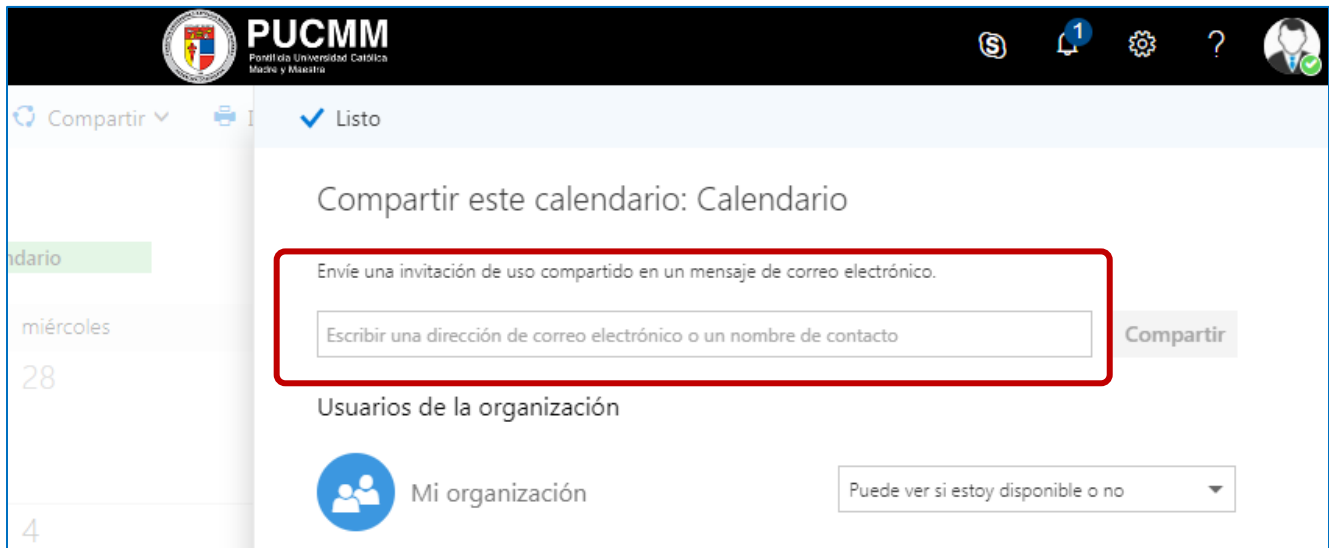 PUCMM
Pontificia Universidad Católica
Madre y Maestra
1
?
Compartir
I
Listo
Compartir este calendario: Calendario
ndario
Envíe una invitación de uso compartido en un mensaje de correo electrónico.
miércoles
Escribir una dirección de correo electrónico o un nombre de contacto
Compartir
28
Usuarios de la organización
Mi organización
Puede ver si estoy disponible o no
4